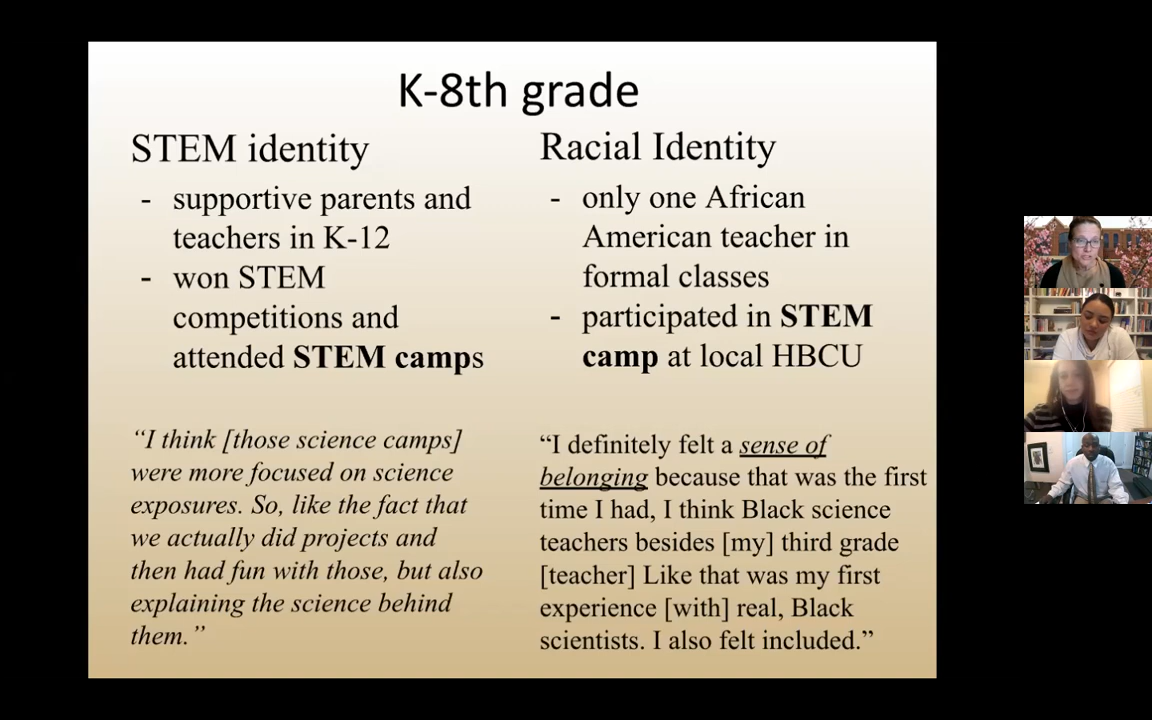 K-8th grade
STEM identity
- supportive parents and
teachers in K-12
- won STEM
competitions and
attended STEM camps
“I think [those science camps]
were more focused on science
exposures. So, like the fact that
we actually did projects and
then had fun with those, but also
explaining the science behind
them.”
Racial Identity
- only one African
American teacher in
formal classes
- participated in STEM
camp at local HBCU
“I definitely felt a sense of
belonging because that was the first
time I had, I think Black science
teachers besides [my] third grade
[teacher] Like that was my first
experience [with] real, Black
scientists. I also felt included.”